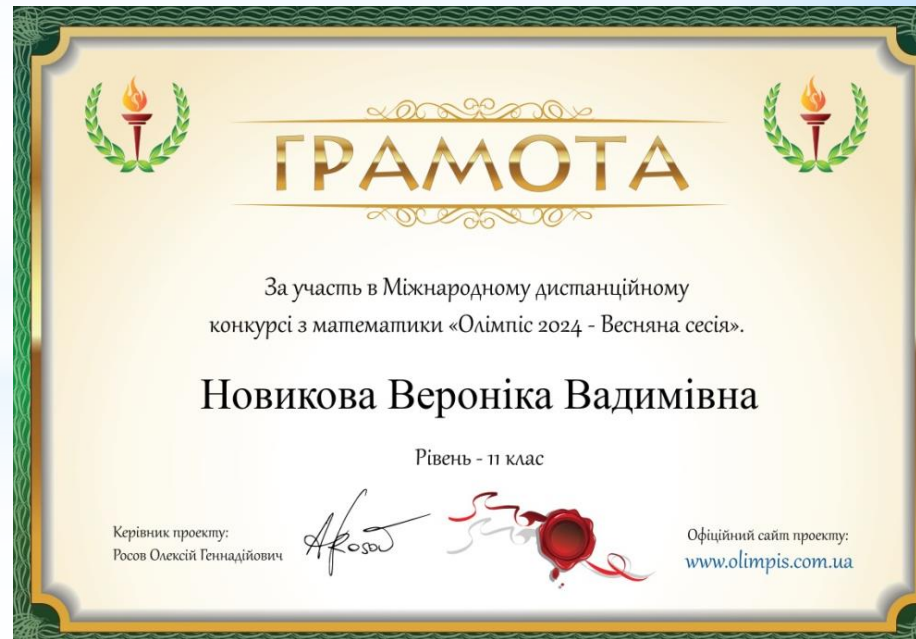 ГРАМОТА
За участь в Міжнародному дистанційному
конкурсі з математики «Олімпіс 2024 - Весняна сесія».
Новикова Вероніка Вадимівна
Рівень - 11 клас
Керівник проекту:
Росов Олексій Геннадійович
Офіційний сайт проекту:
www.olimpis.com.ua